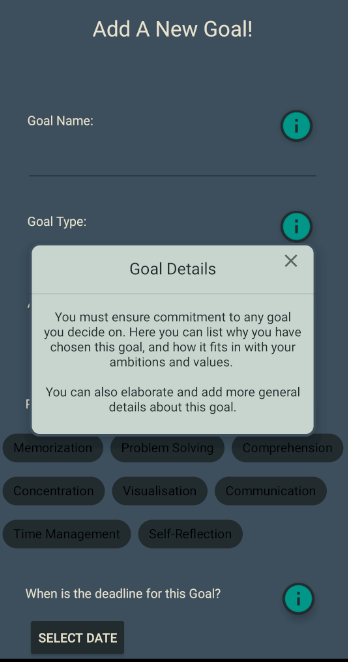 Add A New Goal!
Goal Name:
Goal Type:
Goal Details
You must ensure commitment to any goal
you decide on. Here you can list why you have
chosen this goal, and how it fits in with your
ambitions and values.
You can also elaborate and add more general
details about this goal.
Memorization Problem Solving Comprehension
Concentration Visualisation Communication
Time Management Self-Reflection
When is the deadline for this Goal?
SELECT DATE